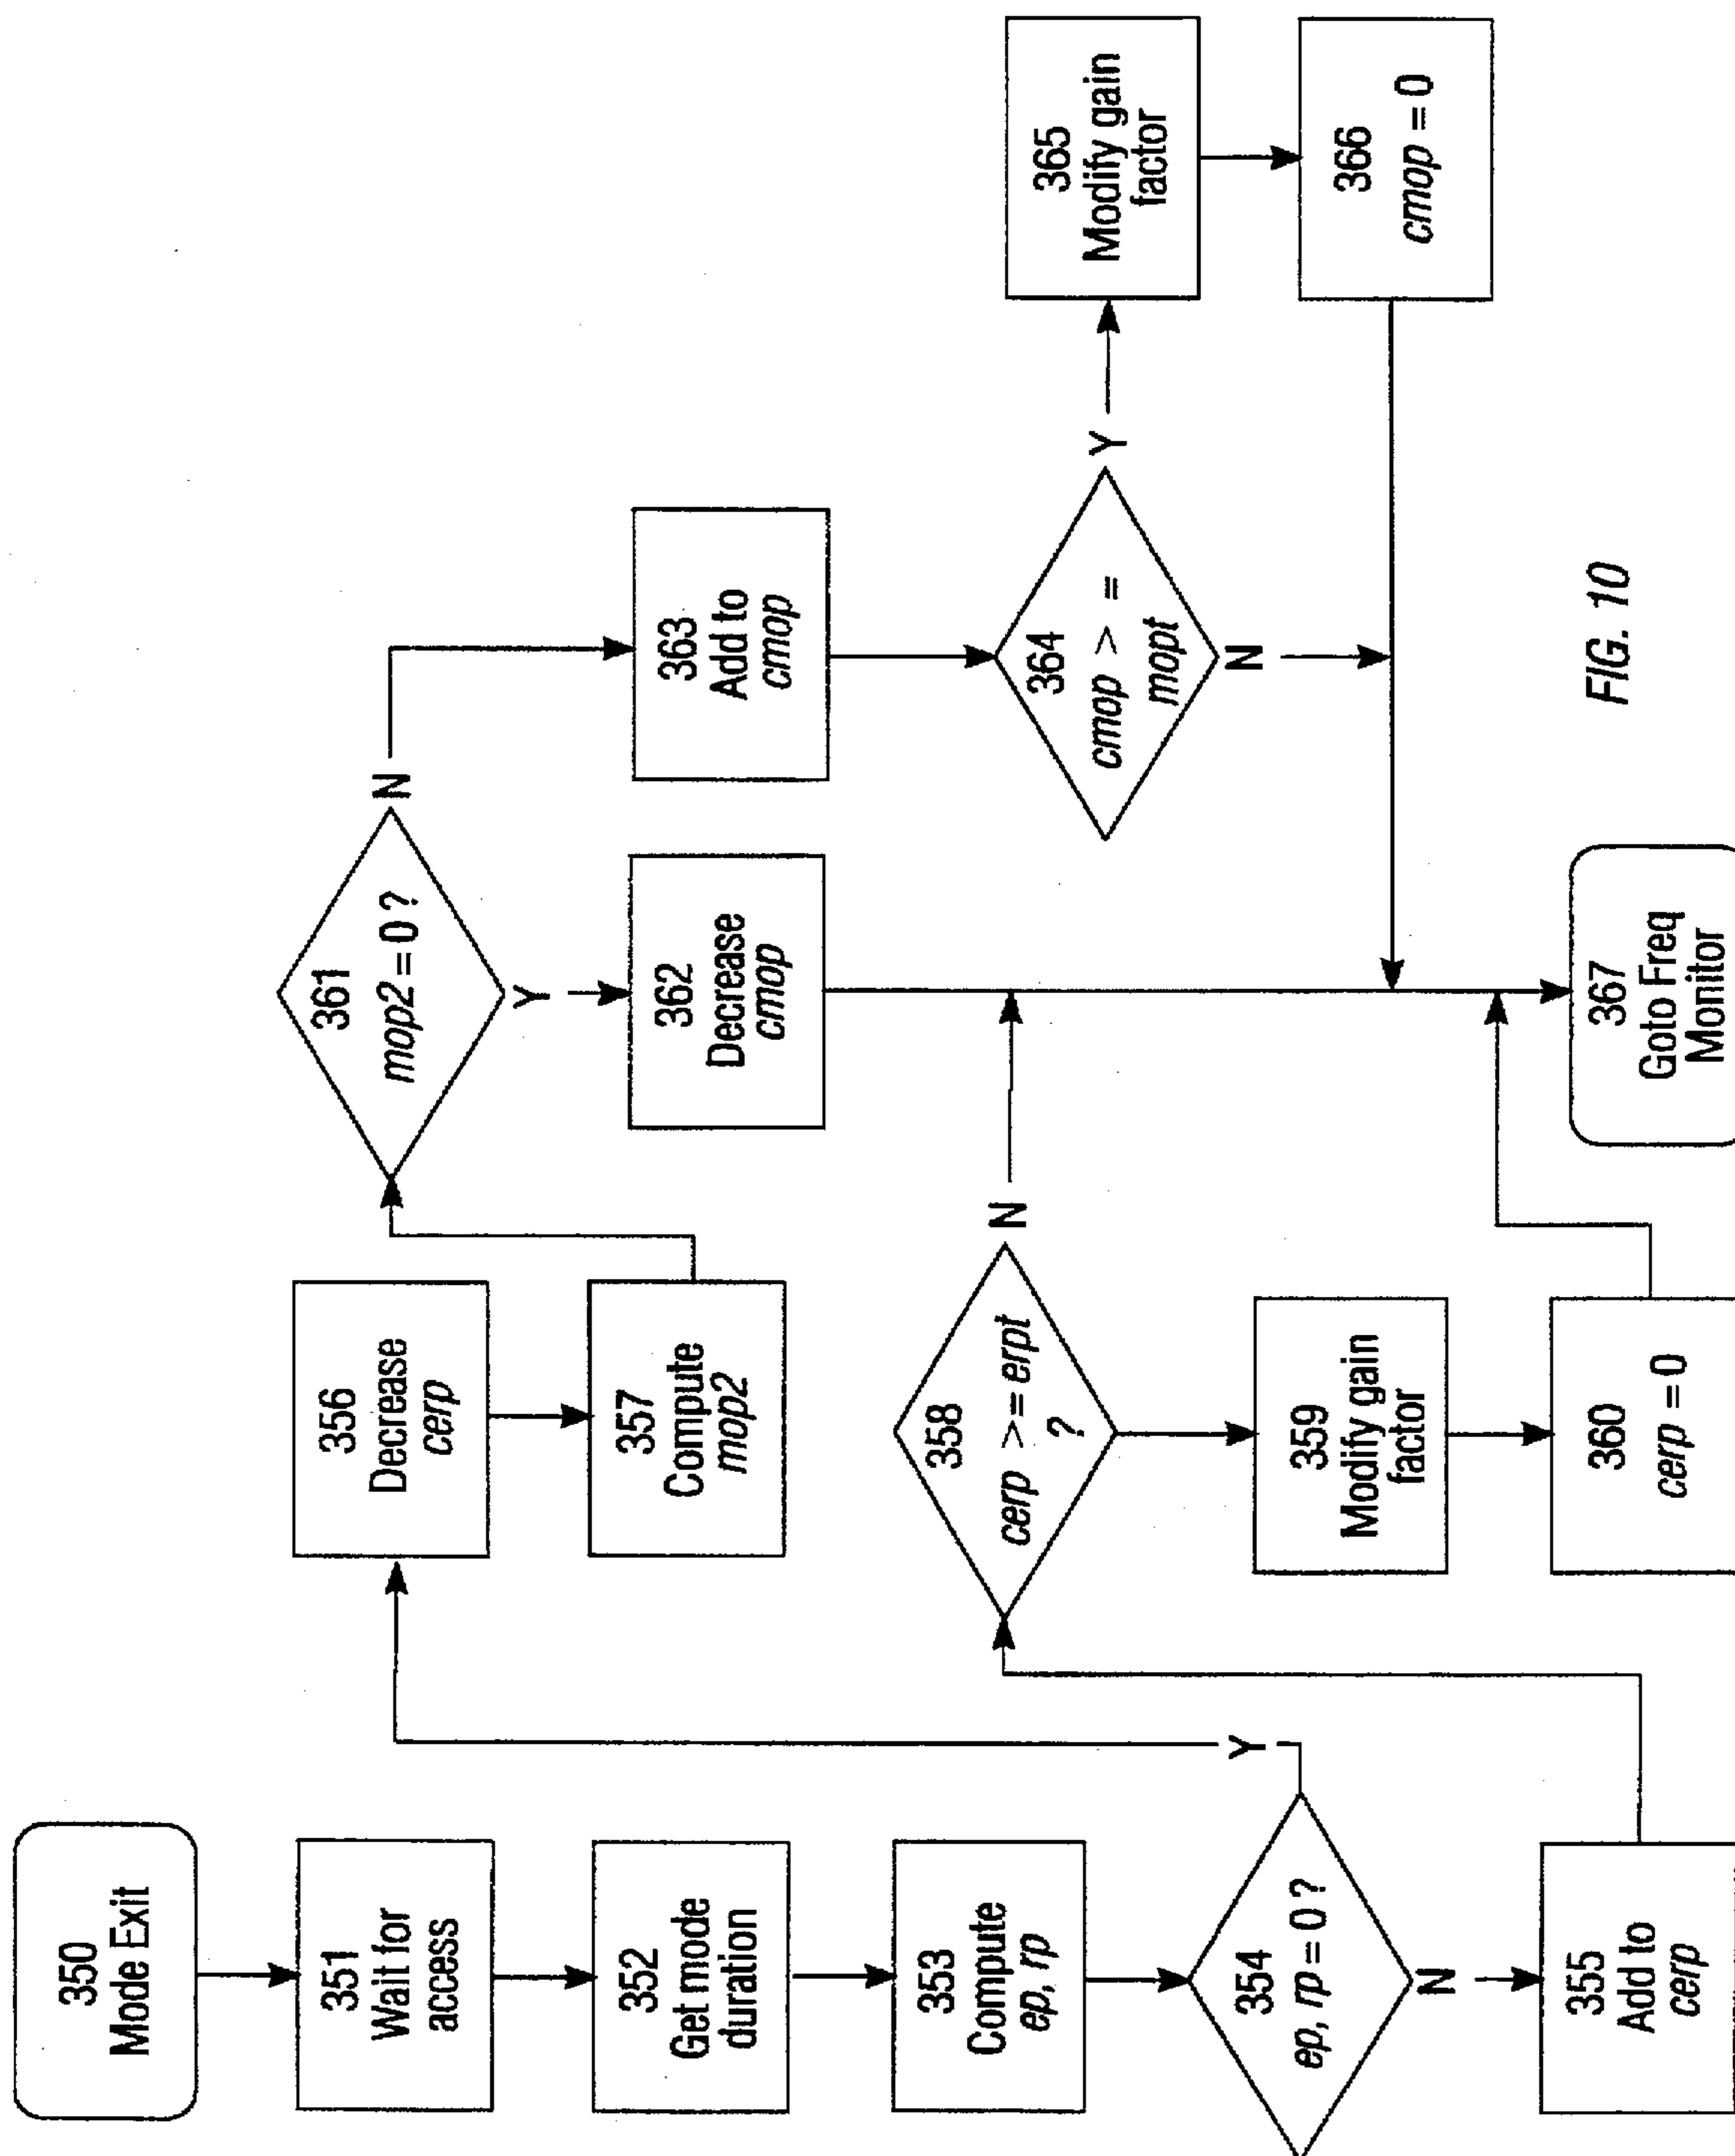 350
Mode Exit
351
Wait for
access
352
Get mode
duration
353
Compute
ep, rp
354
ep, rp = 0 ?
Y
N
355
Add to
cerp
356
Decrease
cerp
357
Compute
mop2
358
cerp >= erpt
?
N
359
Modify gain
factor
360
cerp = 0
361
mop2 = 0 ?
N
Y
362
Decrease
cmop
363
Add to
cmop
364
cmop > =
mopt
Y
N
365
Modify gain
factor
366
cmop = 0
367
Goto Freq
Monitor
FIG. 10